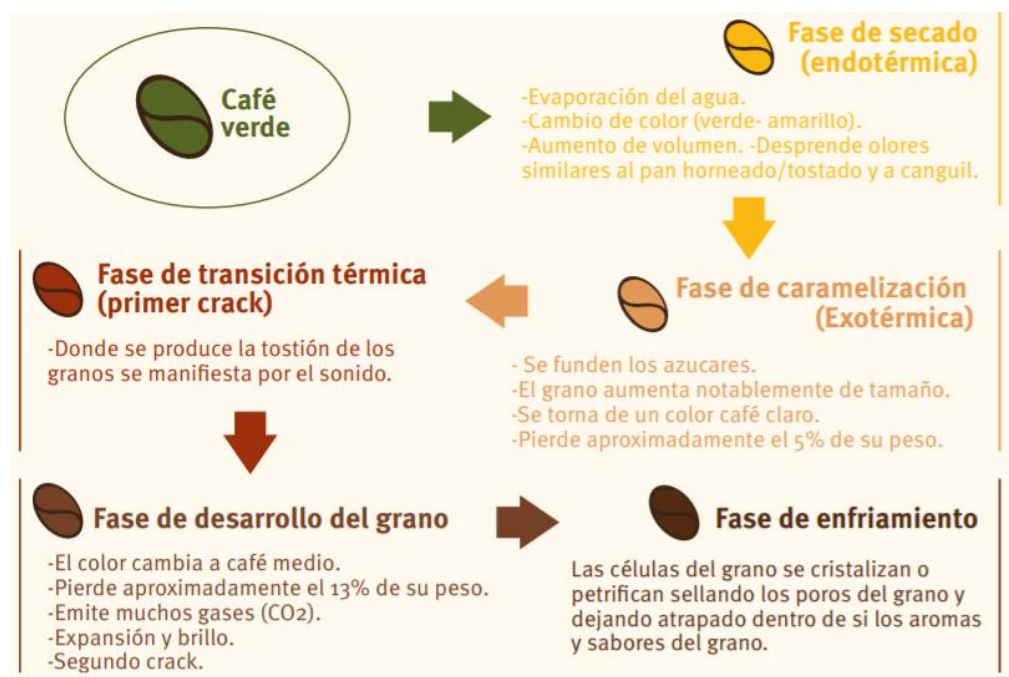 Café
verde
Fase de secado
(endotérmica)
-Evaporación del agua.
-Cambio de color (verde- amarillo).
-Aumento de volumen. -Desprende olores
similares al pan horneado/tostado y a canguil.
Fase de caramelización
(Exotérmica)
- Se funden los azucares.
-El grano aumenta notablemente de tamaño.
-Se torna de un color café claro.
-Pierde aproximadamente el 5% de su peso.
Fase de transición térmica
(primer crack)
-Donde se produce la tostión de los
granos se manifiesta por el sonido.
Fase de desarrollo del grano
-El color cambia a café medio.
-Pierde aproximadamente el 13% de su peso.
-Emite muchos gases (CO2).
-Expansión y brillo.
-Segundo crack.
Fase de enfriamiento
Las células del grano se cristalizan o
petrifican sellando los poros del grano y
dejando atrapado dentro de si los aromas
y sabores del grano.